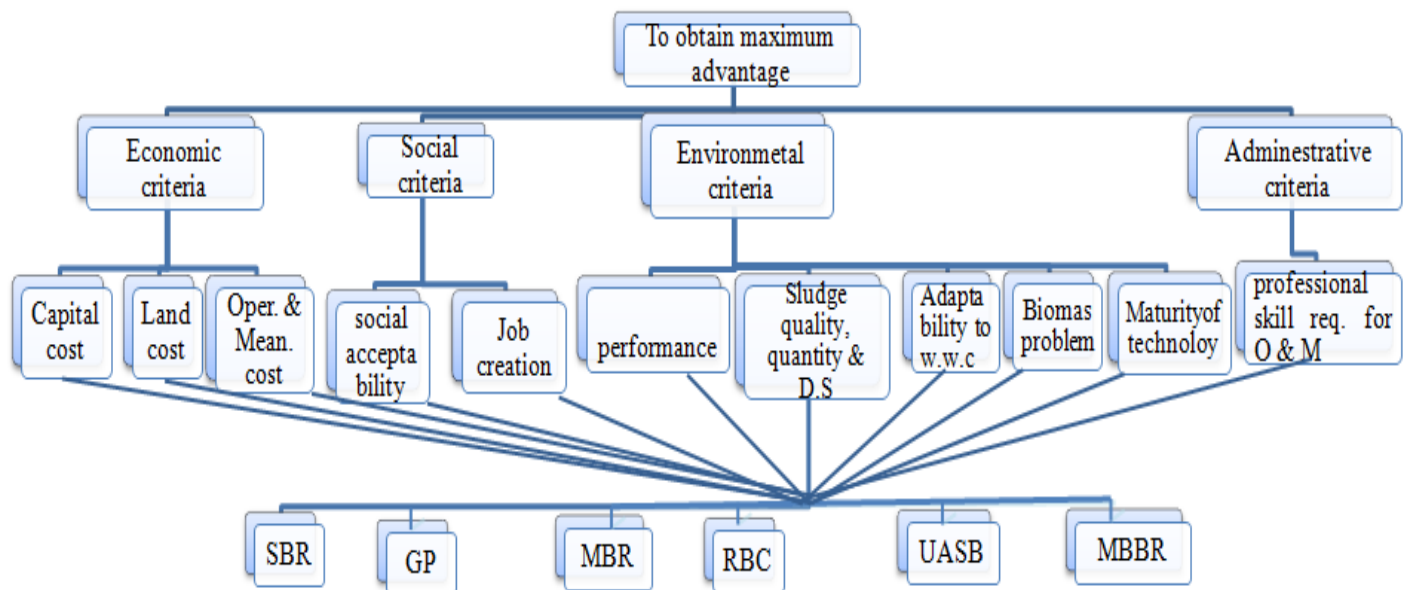 To obtain maximum
advantage
Economic
criteria
Social
criteria
Environmetal
criteria
Adminestrative
criteria
Capital
cost
Land
cost
Oper. &
Mean.
cost
social
accepta
bility
Job
creation
performance
Sludge
quality,
quantity &
D.S
Adapta
bility to
w.w.c
Biomas
problem
Maturityof
technoloy
professional
skill req. for
O & M
SBR
GP
MBR
RBC
UASB
MBBR